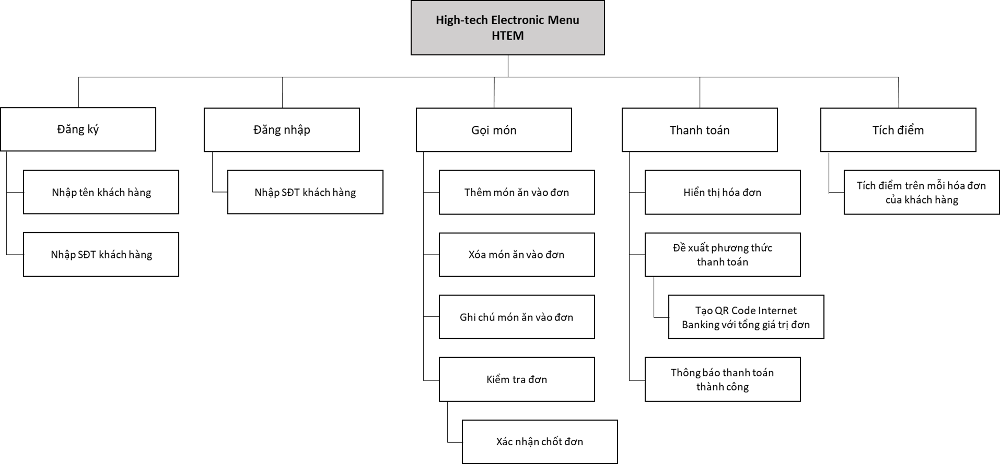 High-tech Electronic Menu
HTEM
Đăng ký
Nhập tên khách hàng
Nhập SĐT khách hàng
Đăng nhập
Nhập SĐT khách hàng
Gọi món
Thêm món ăn vào đơn
Xóa món ăn vào đơn
Ghi chú món ăn vào đơn
Kiểm tra đơn
Xác nhận chốt đơn
Thanh toán
Hiển thị hóa đơn
Đề xuất phương thức
thanh toán
Tạo QR Code Internet
Banking với tổng giá trị đơn
Thông báo thanh toán
thành công
Tích điểm
Tích điểm trên mỗi hóa đơn
của khách hàng